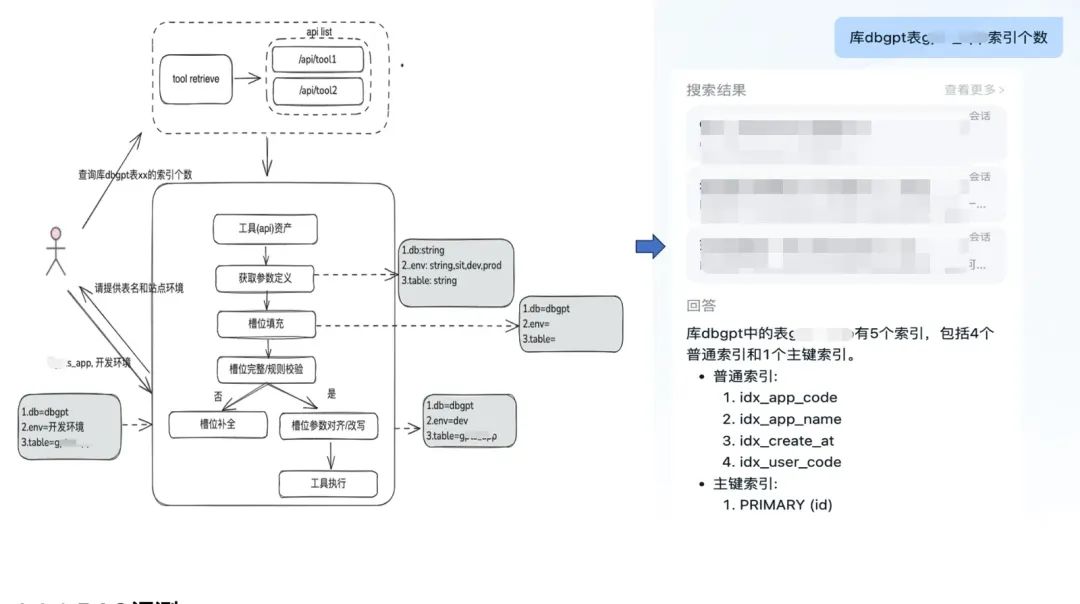 api list
tool retrieve
/api/tool1
/api/tool2
查询库dbgpt表xx的索引个数
工具(api)资产
获取参数定义
1.db:string
2..env: string,sit,dev,prod
3.table: string
请提供表名和站点环境
槽位填充
1.db=dbgpt
2.env=
3.table=
s_app, 开发环境
槽位完整/规则校验
否
是
1.db=dbgpt
2.env=开发环境
3.table=g
槽位补全
槽位参数对齐/改写
1.db=dbgpt
2.env=dev
3.table=
工具执行
库dbgpt表g索引个数
搜索结果
查看更多>
会话
会话
会话
回答
库dbgpt中的表g有5个索引，包括4个
普通索引和1个主键索引。
• 普通索引:
1. idx_app_code
2. idx_app_name
3. idx_create_at
4. idx_user_code
• 主键索引:
1. PRIMARY (id)